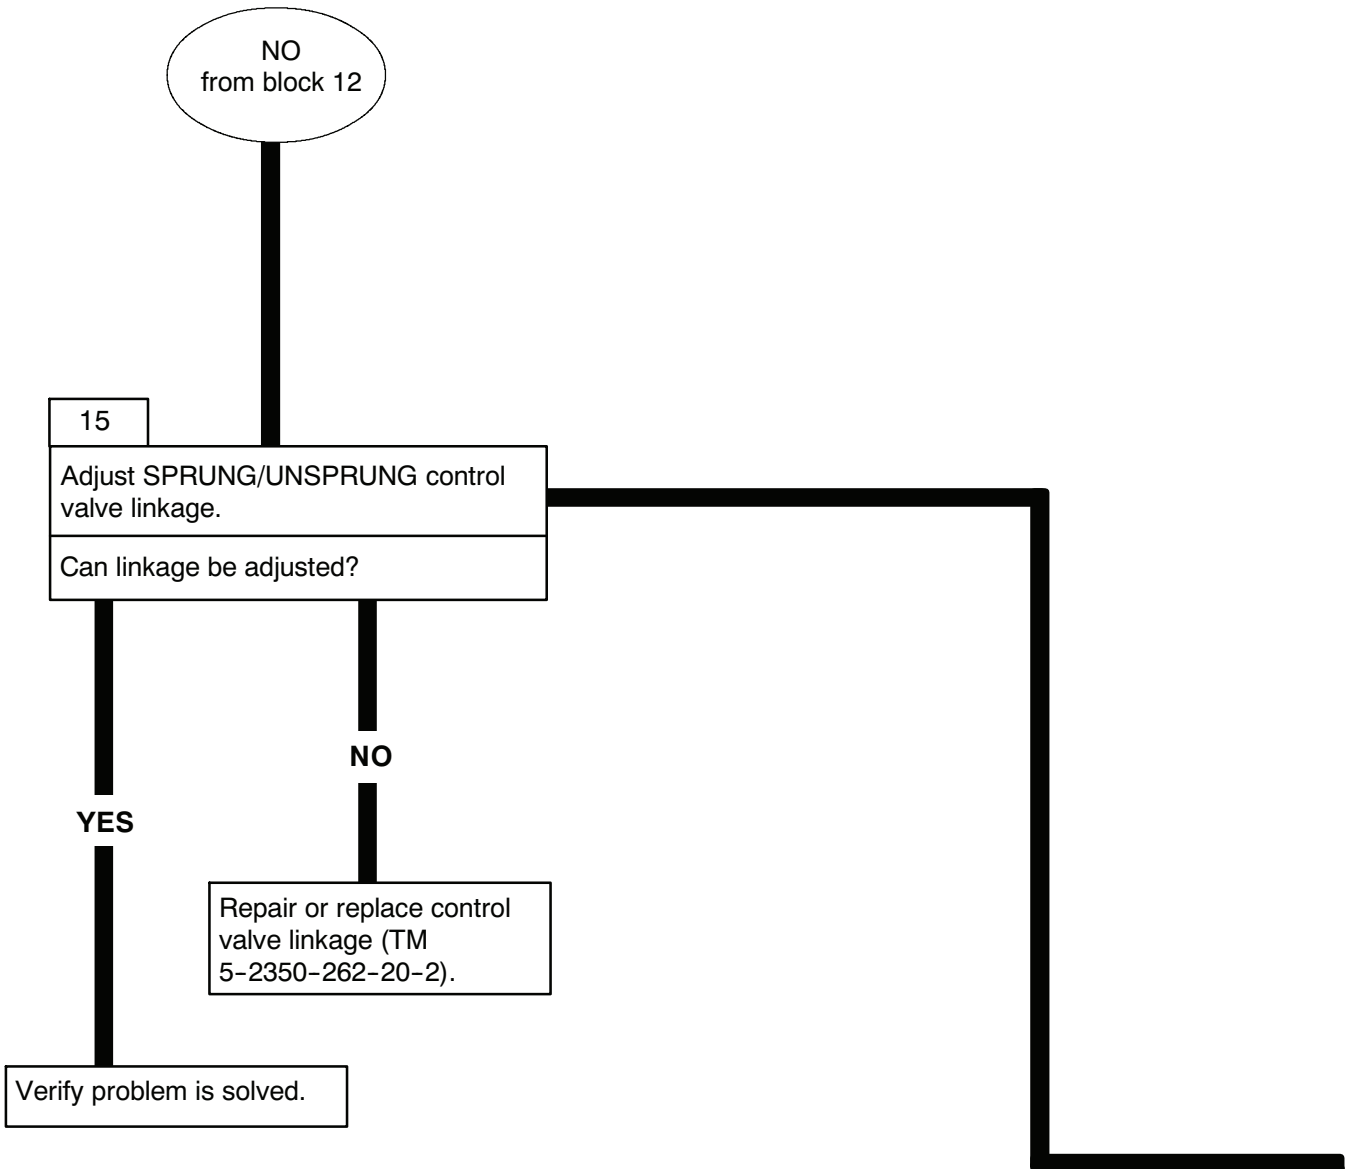 NO
from block 12
15
Adjust SPRUNG/UNSPRUNG control
valve linkage.
Can linkage be adjusted?
NO
YES
Repair or replace control
valve linkage (TM
5-2350-262-20-2).
Verify problem is solved.